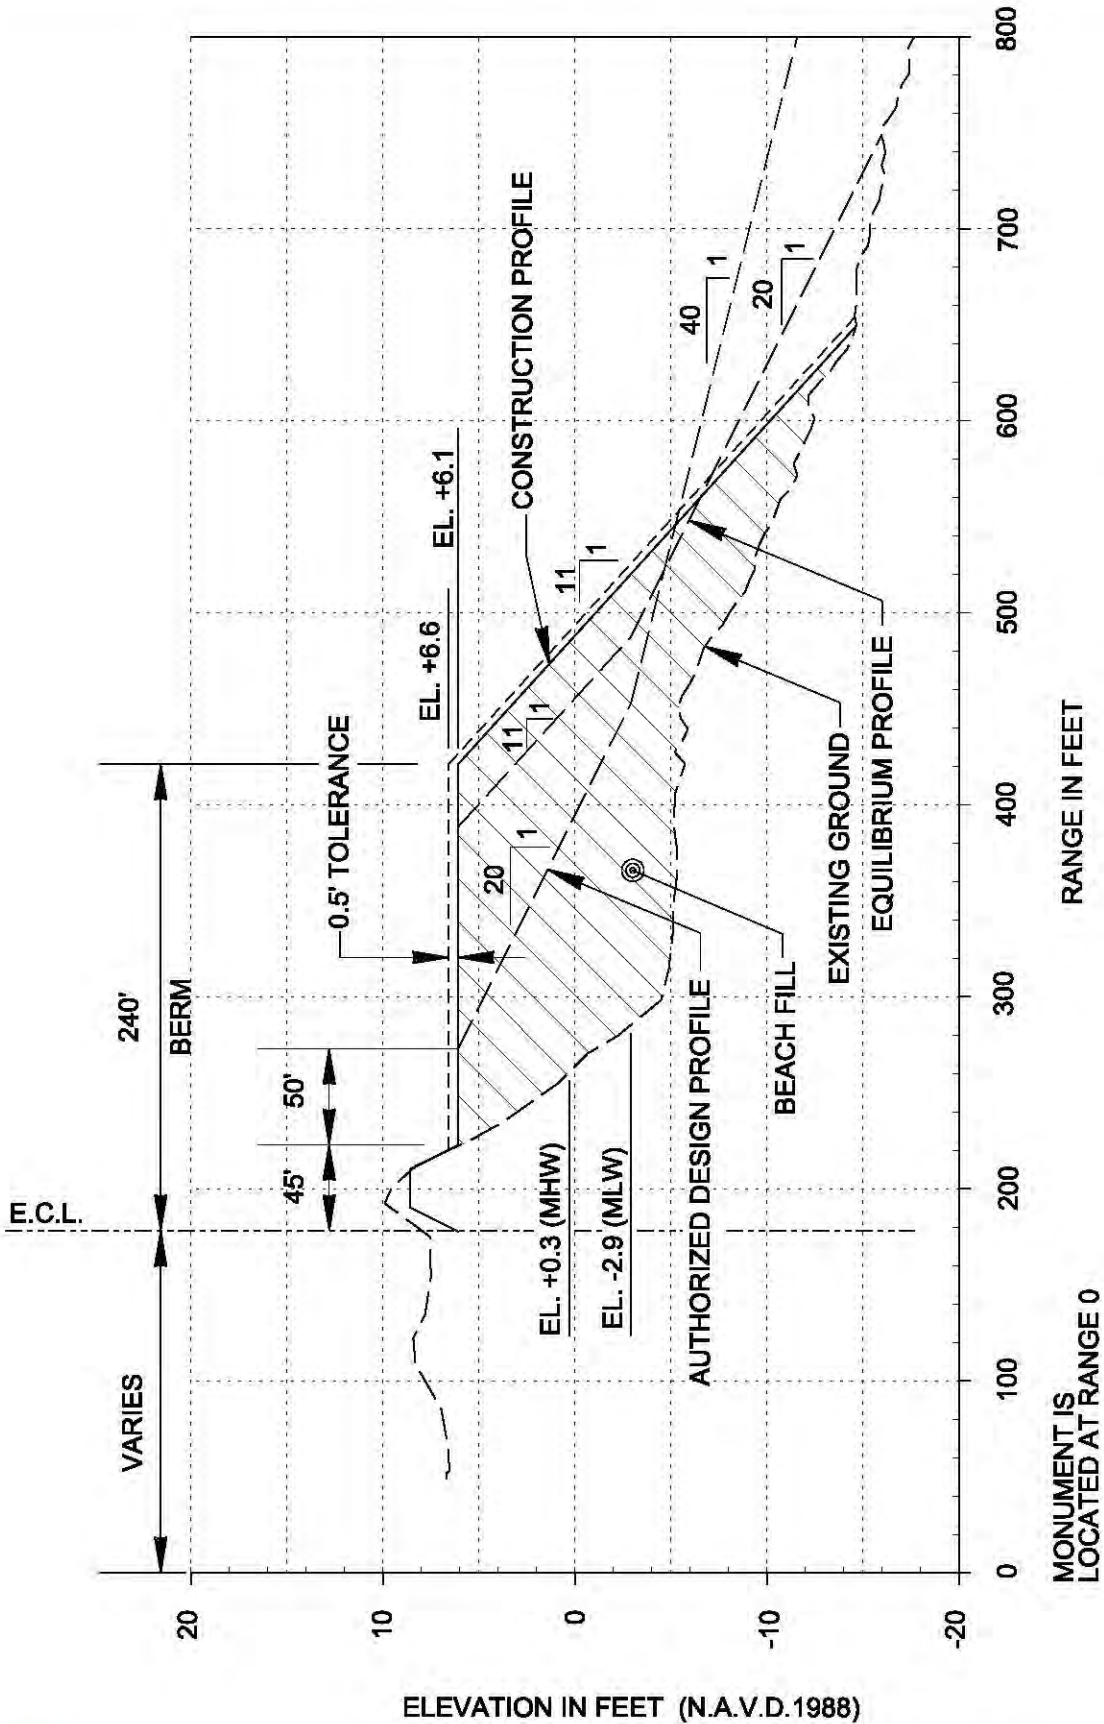 E.C.L.
VARIES
240'
BERM
45'
50'
0.5' TOLERANCE
EL. +6.6
EL. +6.1
CONSTRUCTION PROFILE
20
1
11
1
11
1
40
1
20
1
EL. +0.3 (MHW)
EL. -2.9 (MLW)
AUTHORIZED DESIGN PROFILE
BEACH FILL
EXISTING GROUND
EQUILIBRIUM PROFILE
20
10
0
-10
-20
ELEVATION IN FEET (N.A.V.D.1988)
0
100
200
300
400
500
600
700
800
RANGE IN FEET
MONUMENT IS
LOCATED AT RANGE 0